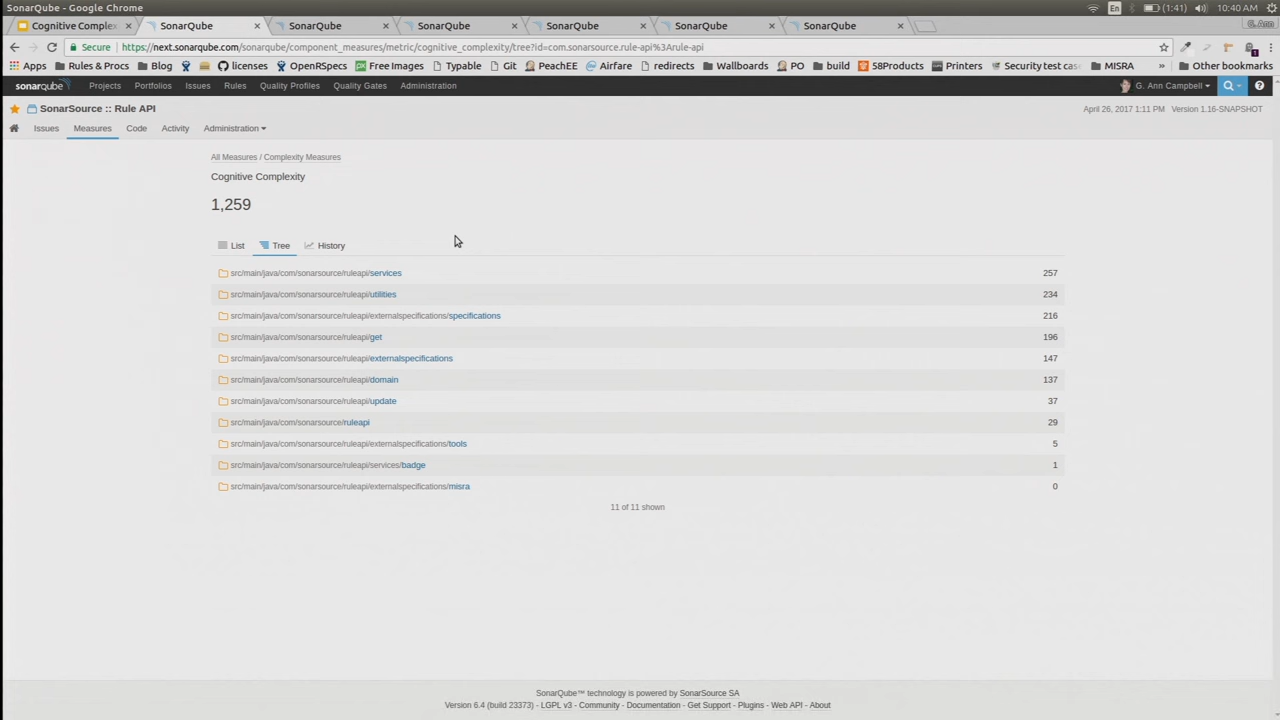 SonarQube - Google Chrome
En (1:41) 10:40 AM
Cognitive Complex × SonarQube × SonarQube × SonarQube × SonarQube × SonarQube × SonarQube × G. Ann
Secure https://next.sonarqube.com/sonarqube/component_measures/metric/cognitive_complexity/tree?id=com.sonarsource.rule-api%3Arule-api
Apps Rules & Procs Blog licenses OpenRSpecs Free Images Typable Git PeachEE Airfare redirects Wallboards PO build 58Products Printers Security test case MISRA Other bookmarks
sonarqube Projects Portfolios Issues Rules Quality Profiles Quality Gates Administration G. Ann Campbell
SonarSource :: Rule API April 26, 2017 1:11 PM Version 1.16-SNAPSHOT
Issues Measures Code Activity Administration
All Measures / Complexity Measures
Cognitive Complexity
1,259
List Tree History
src/main/java/com/sonarsource/ruleapi/services 257
src/main/java/com/sonarsource/ruleapi/utilities 234
src/main/java/com/sonarsource/ruleapi/externalspecifications/specifications 216
src/main/java/com/sonarsource/ruleapi/get 196
src/main/java/com/sonarsource/ruleapi/externalspecifications 147
src/main/java/com/sonarsource/ruleapi/domain 137
src/main/java/com/sonarsource/ruleapi/update 37
src/main/java/com/sonarsource/ruleapi 29
src/main/java/com/sonarsource/ruleapi/externalspecifications/tools 5
src/main/java/com/sonarsource/ruleapi/services/badge 1
src/main/java/com/sonarsource/ruleapi/externalspecifications/misra 0
11 of 11 shown
SonarQube™ technology is powered by SonarSource SA
Version 6.4 (build 23373) - LGPL v3 - Community - Documentation - Get Support - Plugins - Web API - About